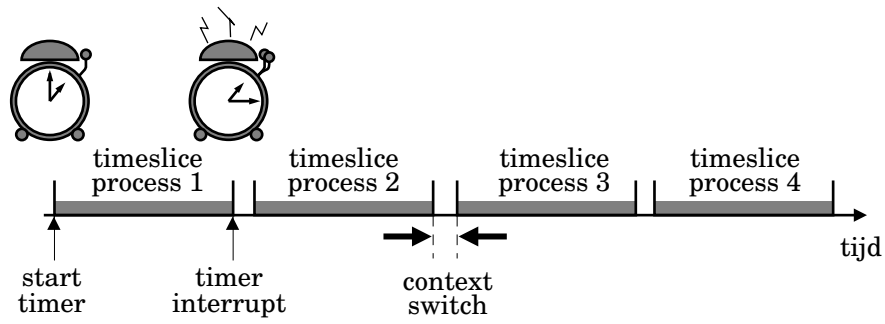 timeslice
process 1
timeslice
process 2
timeslice
process 3
timeslice
process 4
tijd
start
timer
timer
interrupt
context
switch